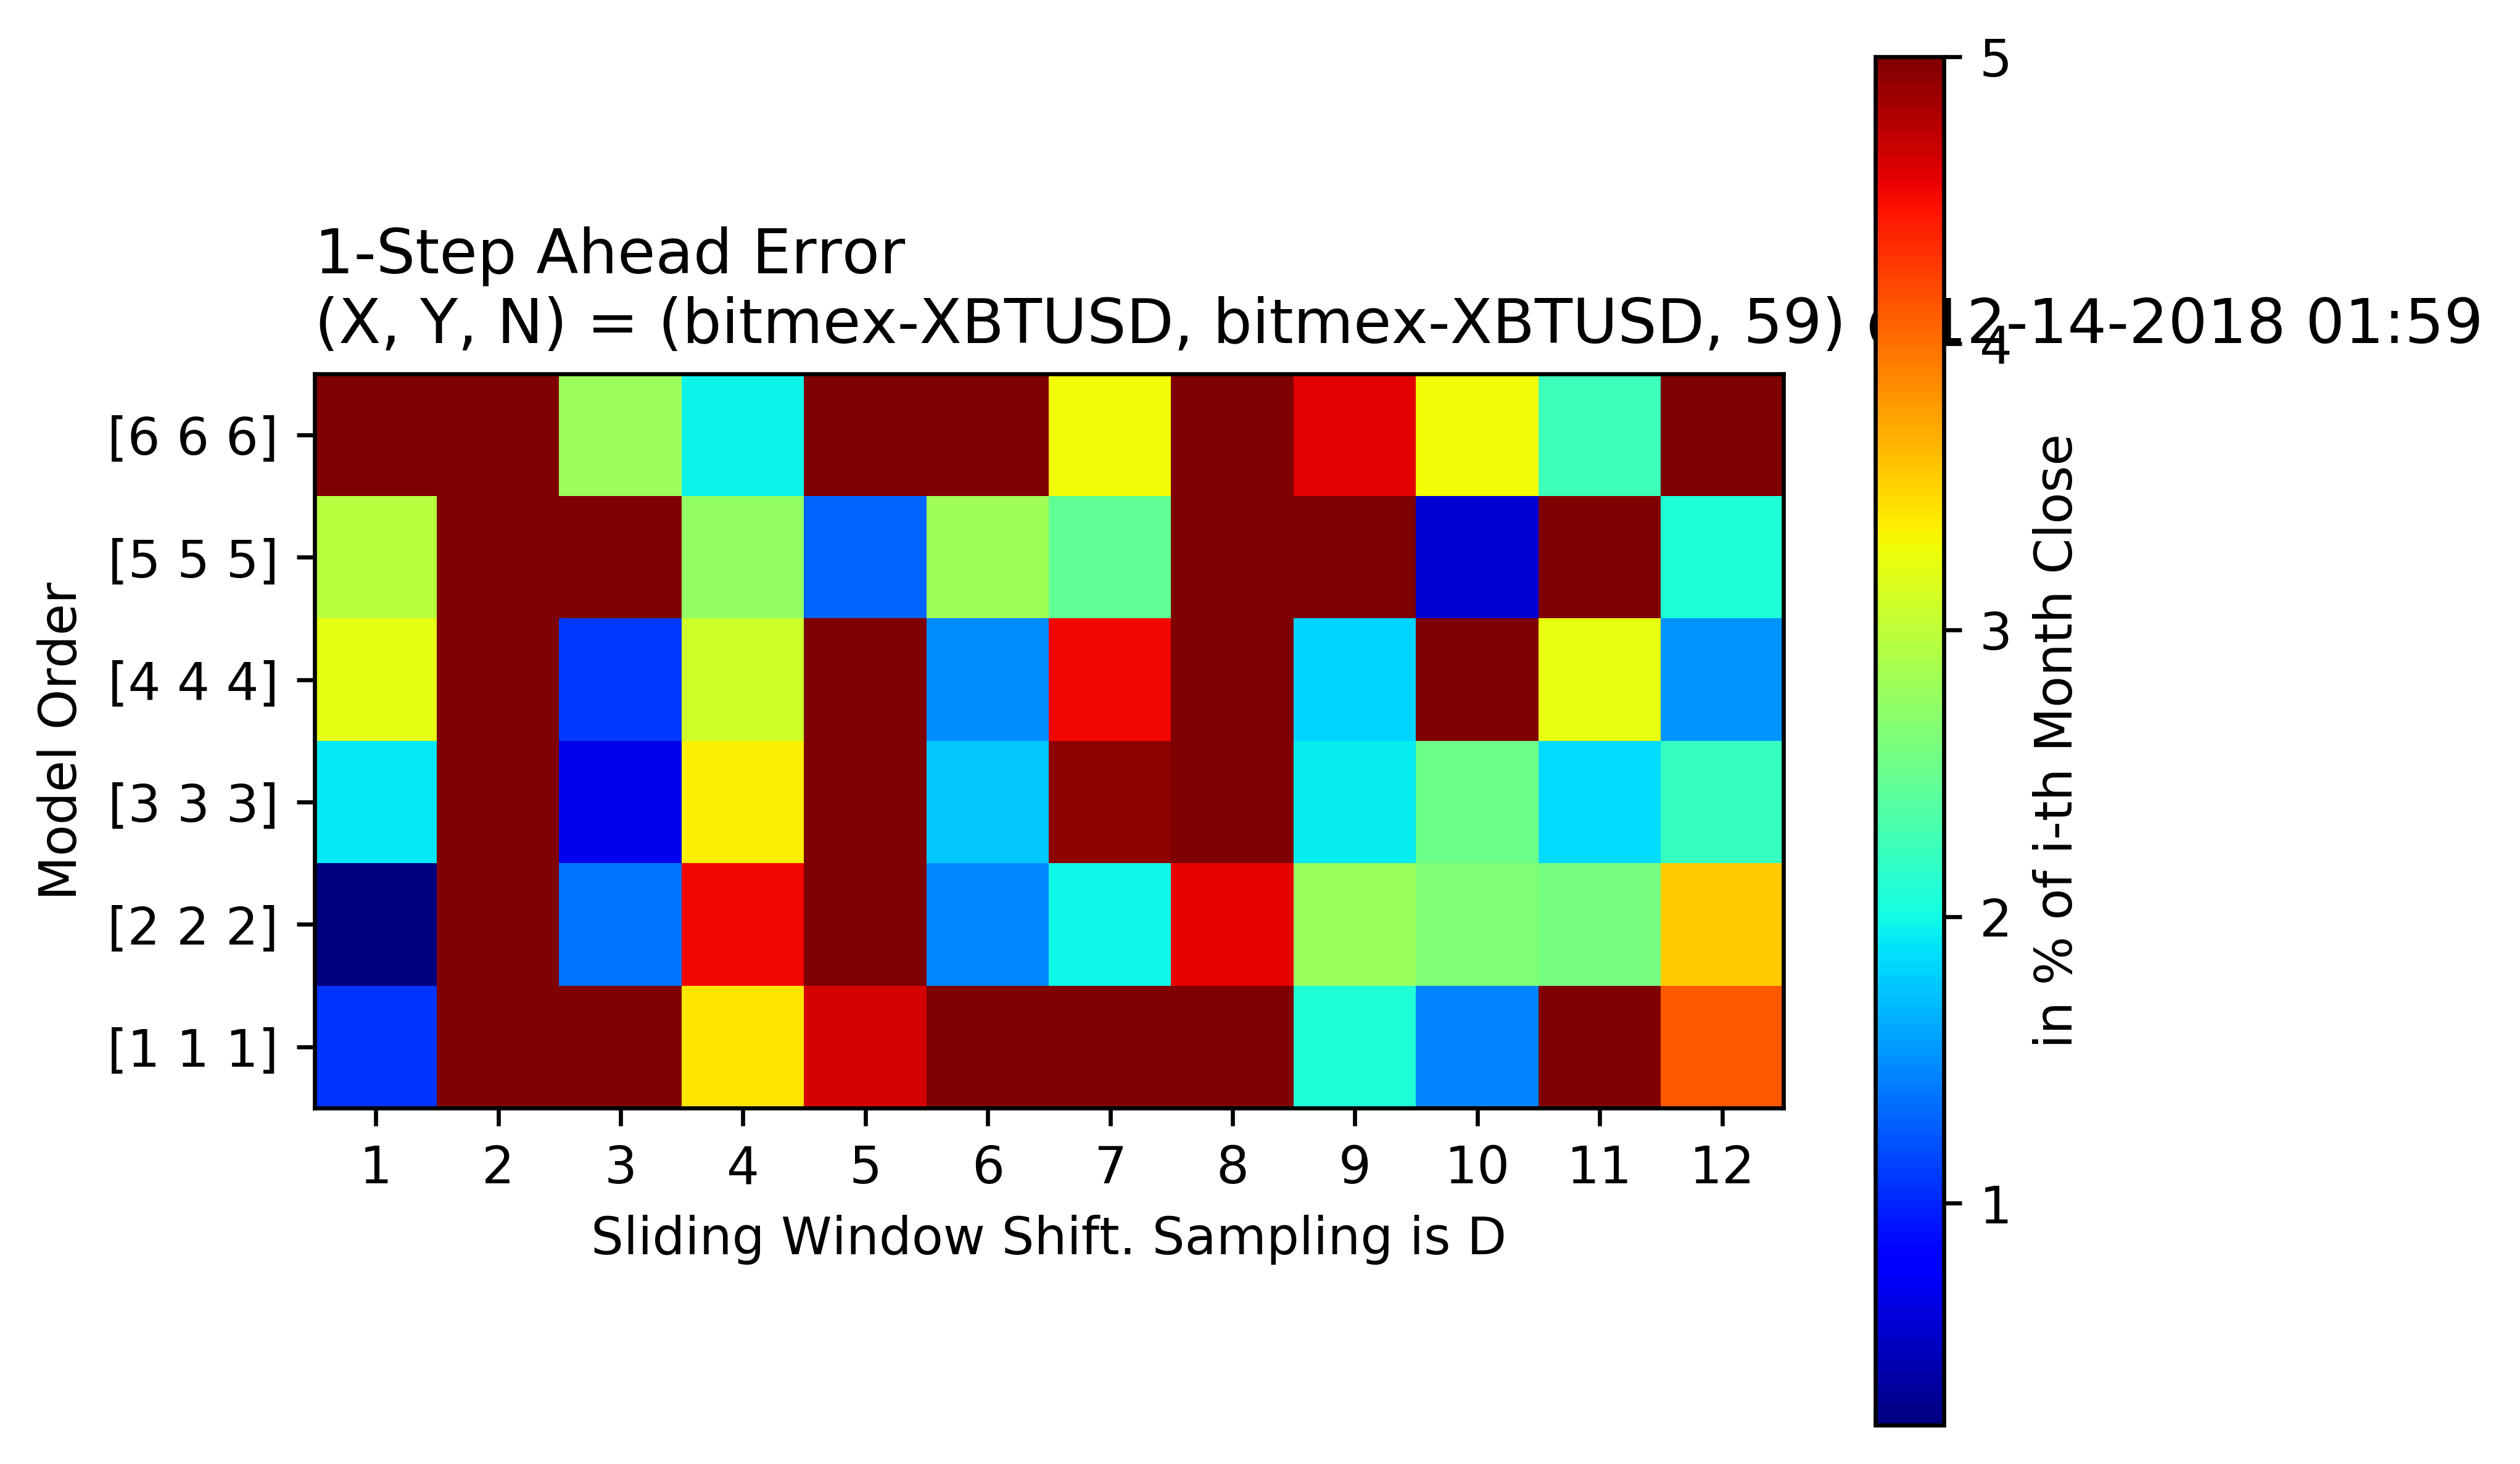 1-Step Ahead Error
(X, Y, N) = (bitmex-XBTUSD, bitmex-XBTUSD, 59) ( 12-14-2018 01:59
Model Order
[6 6 6]
[5 5 5]
[4 4 4]
[3 3 3]
[2 2 2]
[1 1 1]
1 2 3 4 5 6 7 8 9 10 11 12
Sliding Window Shift. Sampling is D
5
4
3
2
1
in % of i-th Month Close